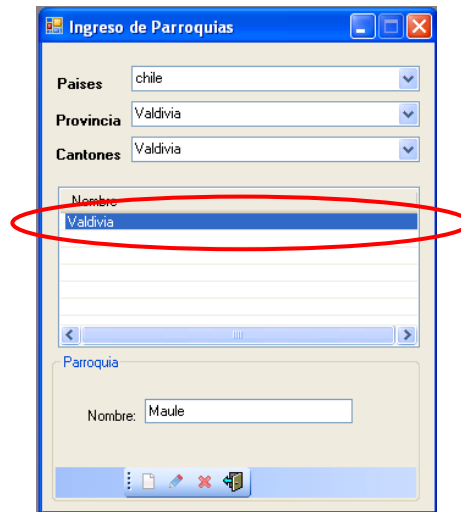 Ingreso de Parroquias
Paises chile
Provincia Valdivia
Cantones Valdivia
Nombre
Valdivia
Parroquia
Nombre: Maule